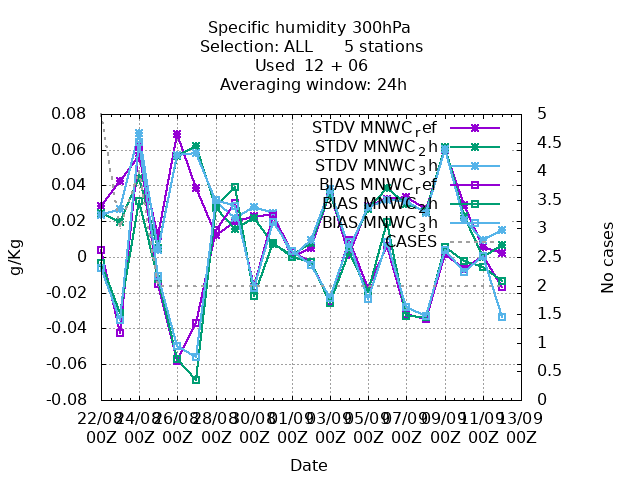 Specific humidity 300hPa
Selection: ALL 5 stations
Used 12 + 06
Averaging window: 24h
g/Kg
0.08
0.06
0.04
0.02
0
-0.02
-0.04
-0.06
-0.08
STDV MNWC_ref
STDV MNWC_2h
STDV MNWC_3h
BIAS MNWC_ref
BIAS MNWC_2h
BIAS MNWC_3h
CASES
5
4.5
4
3.5
3
2.5
2
1.5
1
0.5
0
No cases
22/08 24/08 26/08 28/08 30/08 01/09 03/09 05/09 07/09 09/09 11/09 13/09
00Z 00Z 00Z 00Z 00Z 00Z 00Z 00Z 00Z 00Z 00Z 00Z
Date